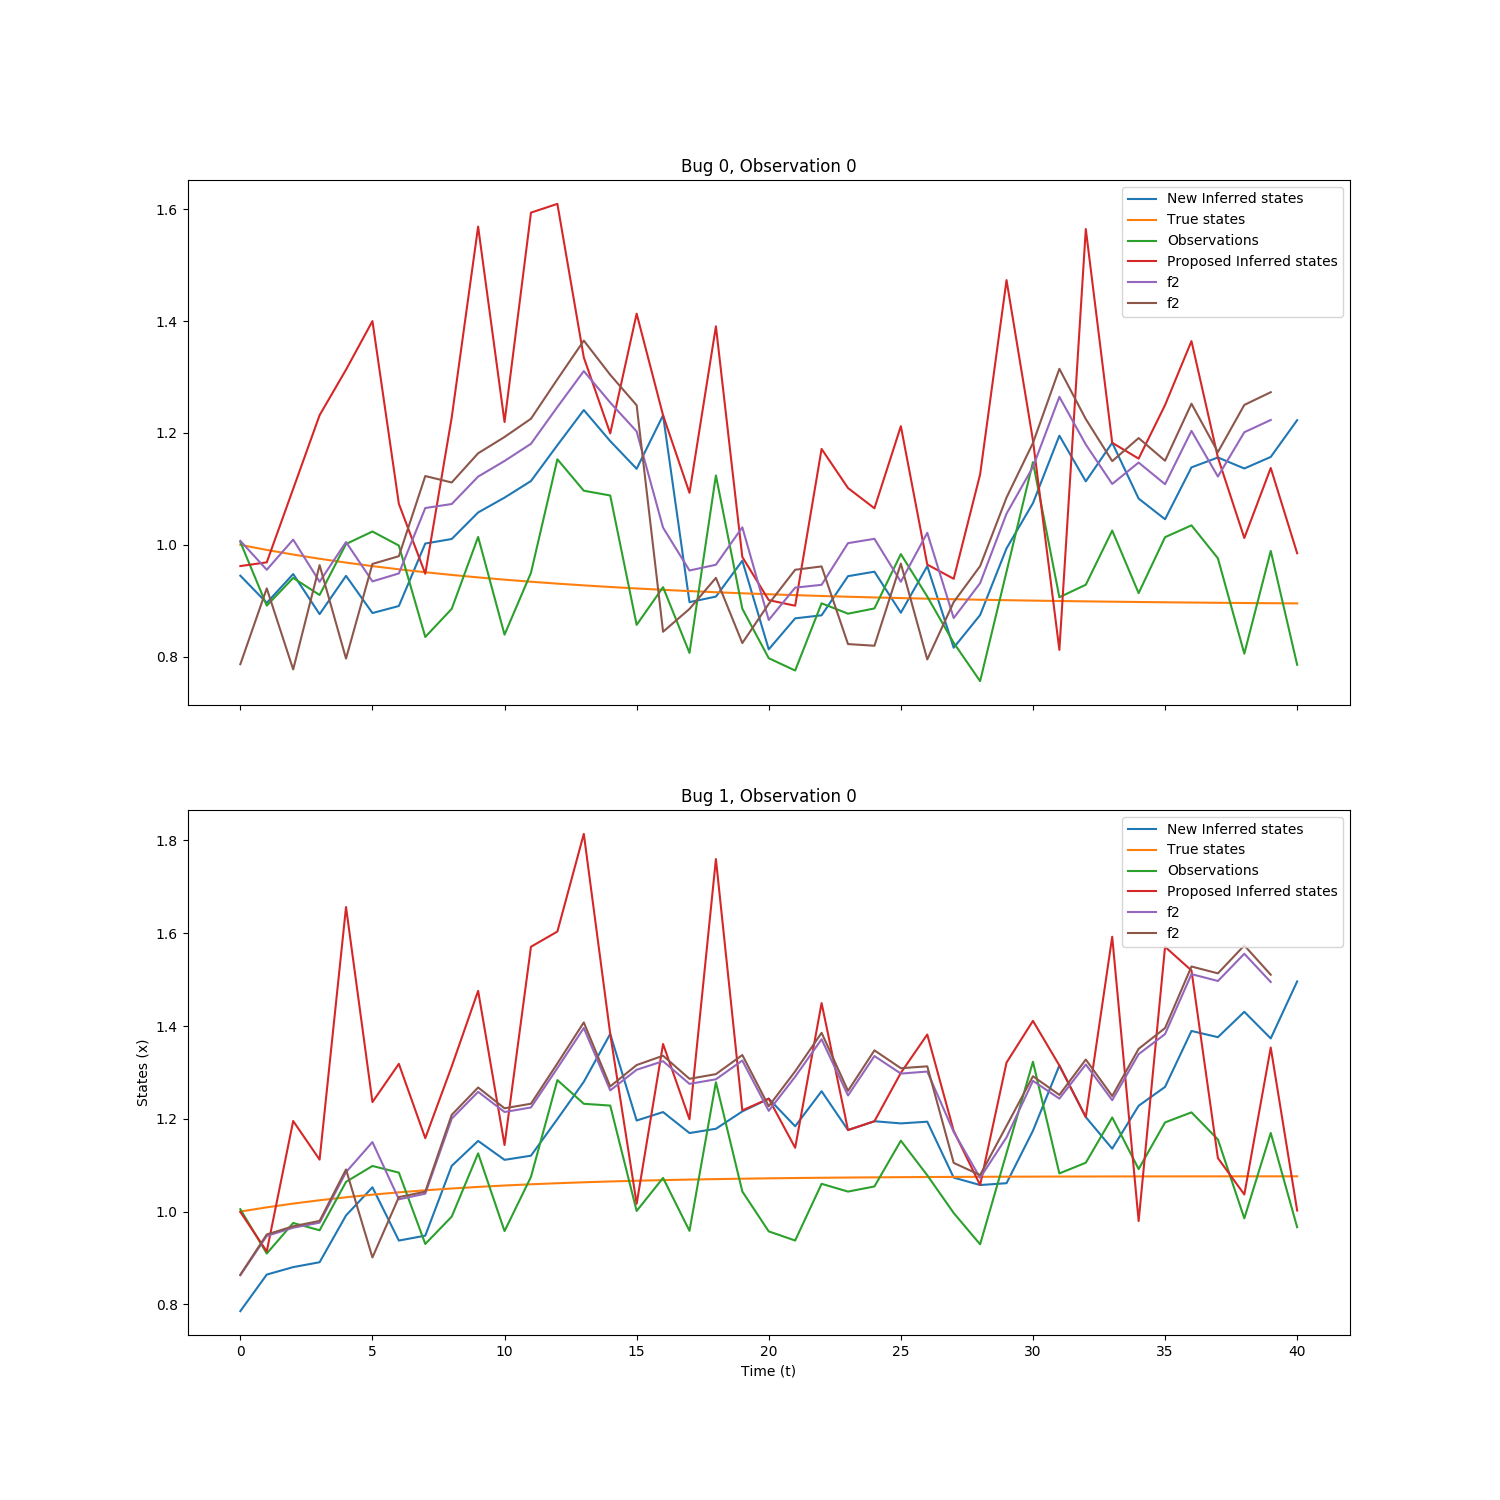 Bug 0, Observation 0
1.6
1.4
1.2
1.0
0.8
New Inferred states
True states
Observations
Proposed Inferred states
f2
f2
Bug 1, Observation 0
States (x)
1.8
1.6
1.4
1.2
1.0
0.8
New Inferred states
True states
Observations
Proposed Inferred states
f2
f2
0 5 10 15 20 25 30 35 40
Time (t)